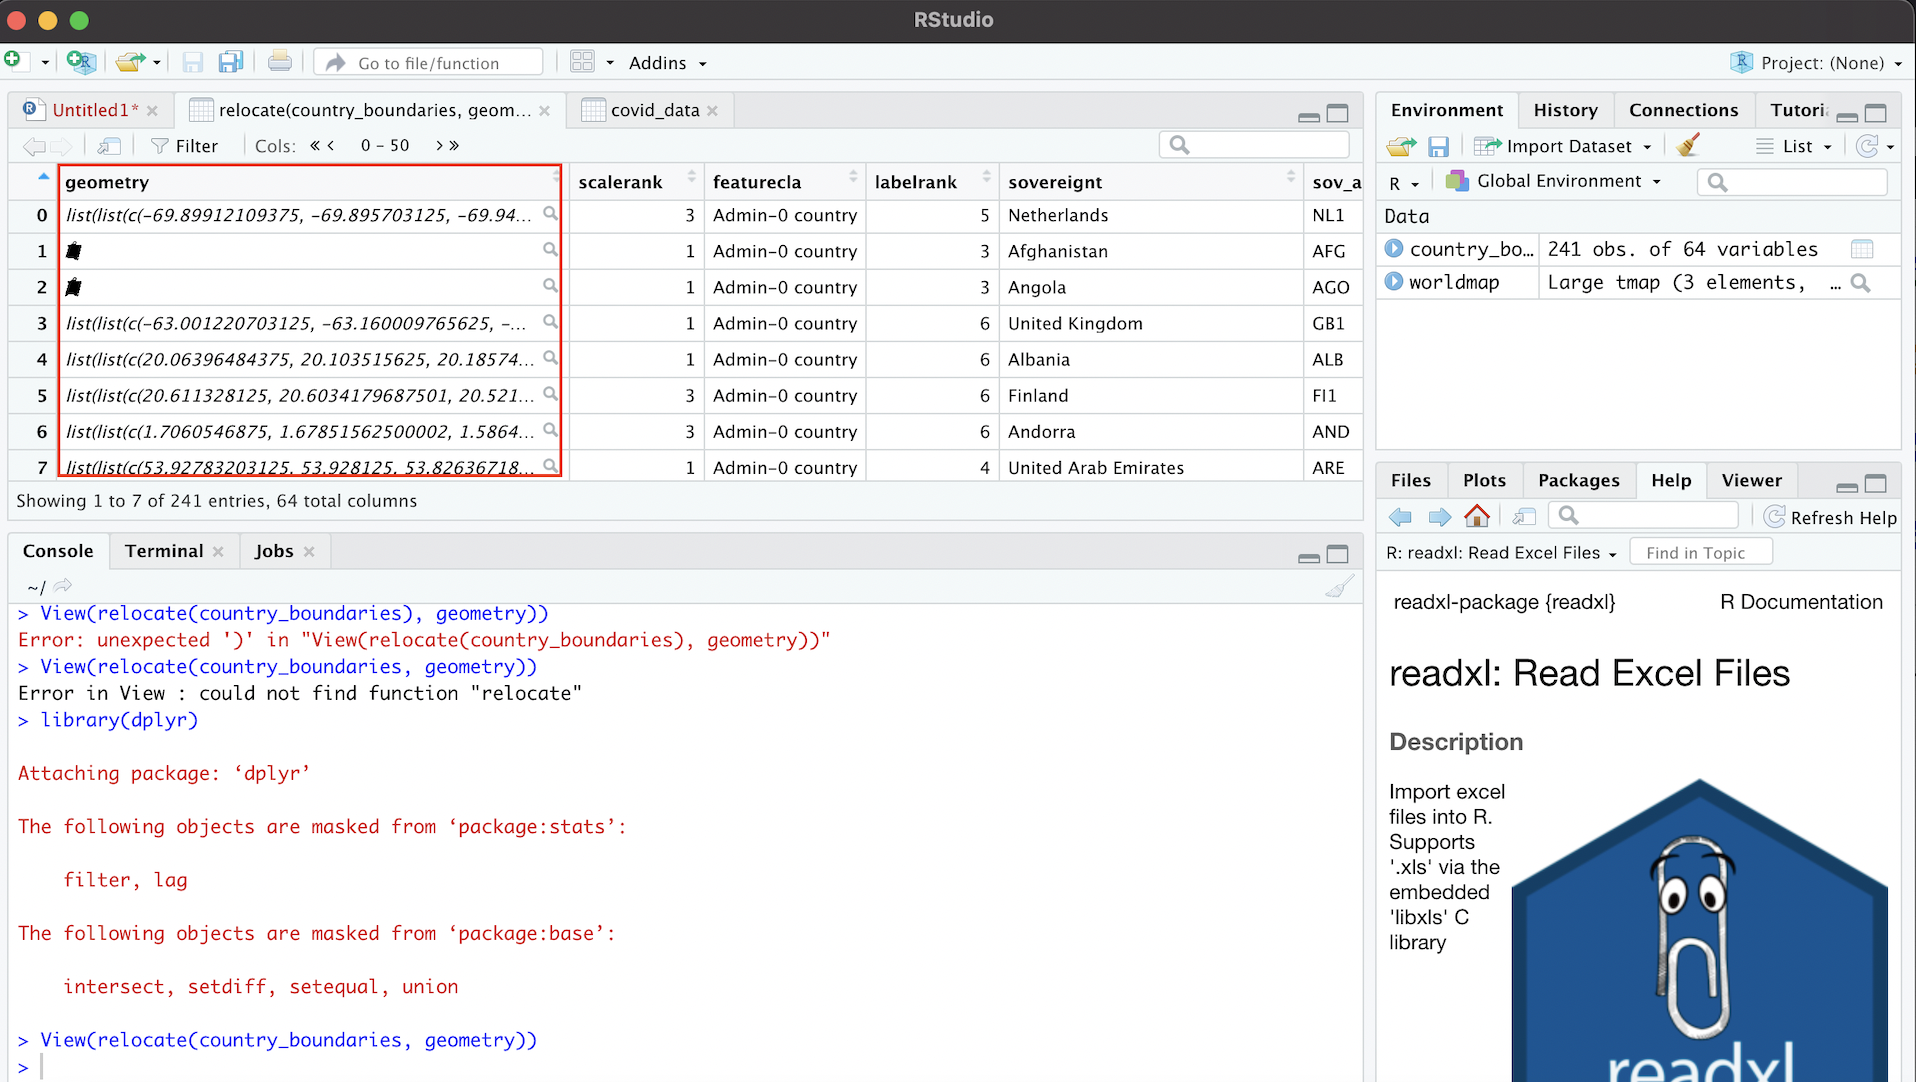 RStudio
Go to file/function
Addins
Project: (None)
Untitled1*
relocate(country_boundaries, geom...
covid_data
Filter
Cols:
0 - 50
geometry scalerank featurecla labelrank sovereignt sov_a
0 list(list(c(-69.89912109375, -69.895703125, -69.94... 3 Admin-0 country 5 Netherlands NL1
1 1 Admin-0 country 3 Afghanistan AFG
2 1 Admin-0 country 3 Angola AGO
3 list(list(c(-63.001220703125, -63.160009765625, -... 1 Admin-0 country 6 United Kingdom GB1
4 list(list(c(20.06396484375, 20.103515625, 20.18574... 1 Admin-0 country 6 Albania ALB
5 list(list(c(20.611328125, 20.6034179687501, 20.521... 3 Admin-0 country 6 Finland FI1
6 list(list(c(1.7060546875, 1.67851562500002, 1.5864... 3 Admin-0 country 6 Andorra AND
7 list(list(c(53.92783203125, 53.928125, 53.82636718... 1 Admin-0 country 4 United Arab Emirates ARE
Showing 1 to 7 of 241 entries, 64 total columns
Console
Terminal
Jobs
~/
> View(relocate(country_boundaries), geometry))
Error: unexpected ')' in "View(relocate(country_boundaries), geometry))"
> View(relocate(country_boundaries, geometry))
Error in View : could not find function "relocate"
> library(dplyr)
Attaching package: ‘dplyr’
The following objects are masked from ‘package:stats’:
filter, lag
The following objects are masked from ‘package:base’:
intersect, setdiff, setequal, union
> View(relocate(country_boundaries, geometry))
>
Environment
History
Connections
Tutori
Import Dataset
List
R
Global Environment
Data
country_bo... 241 obs. of 64 variables
worldmap Large tmap (3 elements, ...
Files
Plots
Packages
Help
Viewer
Refresh Help
R: readxl: Read Excel Files
Find in Topic
readxl-package {readxl}
R Documentation
readxl: Read Excel Files
Description
Import excel
files into R.
Supports
'.xls' via the
embedded
'libxls' C
library
readxl